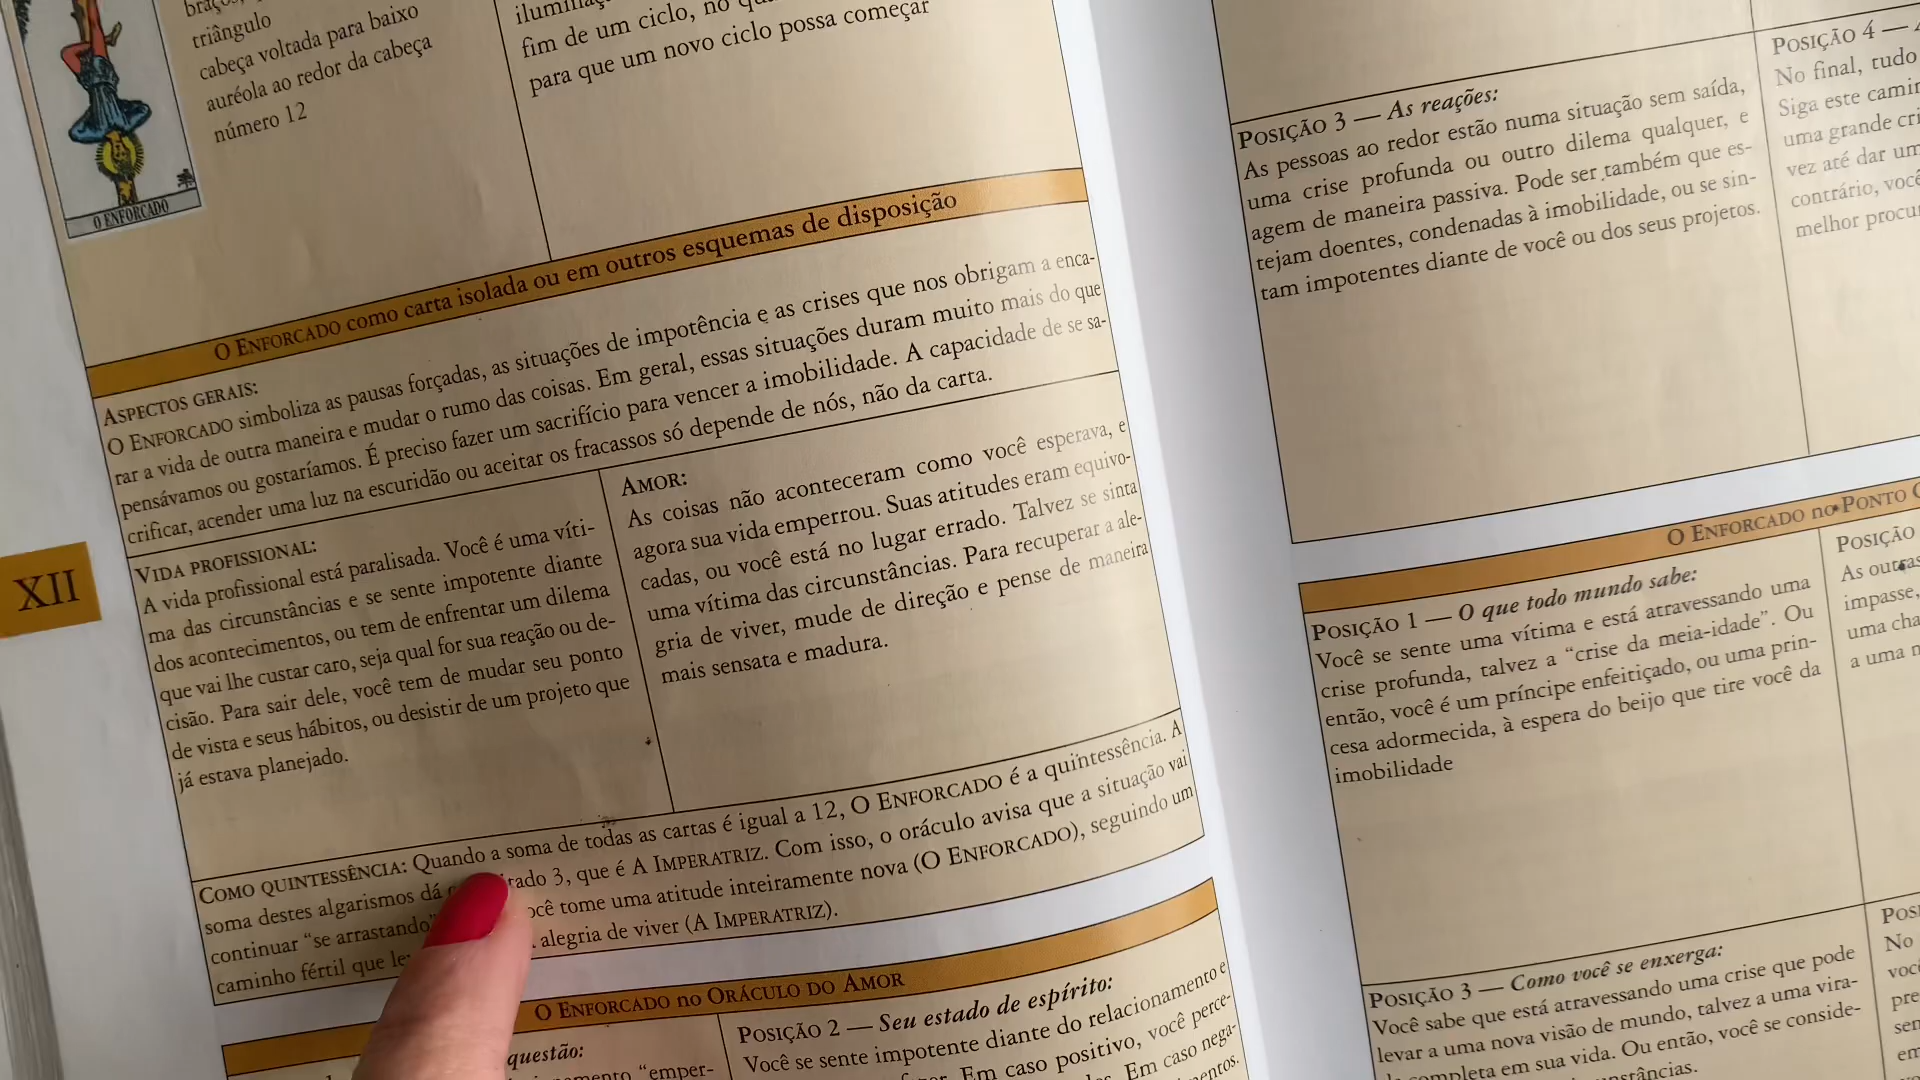 triângulo
cabeça voltada para baixo
auréola ao redor da cabeça
número 12
fim de um ciclo, no
para que um novo ciclo possa começar
O ENFORCADO
O ENFORCADO como carta isolada ou em outros esquemas de disposição
ASPECTOS GERAIS:
O ENFORCADO simboliza as pausas forçadas, as situações de impotência e as crises que nos obrigam a enca-
rar a vida de outra maneira e mudar o rumo das coisas. Em geral, essas situações duram muito mais do que
pensávamos ou gostaríamos. É preciso fazer um sacrifício para vencer a imobilidade. A capacidade de se sa-
crificar, acender uma luz na escuridão ou aceitar os fracassos só depende de nós, não da carta.
VIDA PROFISSIONAL:
A vida profissional está paralisada. Você é uma víti-
ma das circunstâncias e se sente impotente diante
dos acontecimentos, ou tem de enfrentar um dilema
que vai lhe custar caro, seja qual for sua reação ou de-
cisão. Para sair dele, você tem de mudar seu ponto
de vista e seus hábitos, ou desistir de um projeto que
já estava planejado.
AMOR:
As coisas não aconteceram como você esperava, e
agora sua vida emperrou. Suas atitudes eram equivo-
cadas, ou você está no lugar errado. Talvez se sinta
uma vítima das circunstâncias. Para recuperar a ale-
gria de viver, mude de direção e pense de maneira
mais sensata e madura.
XII
COMO QUINTESSÊNCIA: Quando a soma de todas as cartas é igual a 12, O ENFORCADO é a quintessência. A
soma destes algarismos dá 3, que é A IMPERATRIZ. Com isso, o oráculo avisa que a situação vai
continuar "se arrastando" tome uma atitude inteiramente nova (O ENFORCADO), seguindo um
caminho fértil que alegria de viver (A IMPERATRIZ).
O ENFORCADO NO ORÁCULO DO AMOR
questão:
"emper-
POSIÇÃO 2 — Seu estado de espírito:
Você se sente impotente diante do relacionamento e
Em caso positivo, você perce-
Em caso nega-
POSIÇÃO 3 — As reações:
As pessoas ao redor estão numa situação sem saída,
uma crise profunda ou outro dilema qualquer, e
agem de maneira passiva. Pode ser também que es-
tejam doentes, condenadas à imobilidade, ou se sin-
tam impotentes diante de você ou dos seus projetos.
POSIÇÃO 4 —
No final, tudo
Siga este
uma grande
vez até dar um
contrário, você
melhor
O ENFORCADO no PONTO
POSIÇÃO 1 — O que todo mundo sabe:
Você se sente uma vítima e está atravessando uma
crise profunda, talvez a "crise da meia-idade". Ou
então, você é um príncipe enfeitiçado, ou uma prin-
cesa adormecida, à espera do beijo que tire você da
imobilidade
POSIÇÃO
As
impasse,
uma
a uma
POSIÇÃO 3 — Como você se enxerga:
Você sabe que está atravessando uma crise que pode
levar a uma nova visão de mundo, talvez a uma vira-
completa em sua vida. Ou então, você se conside-
No